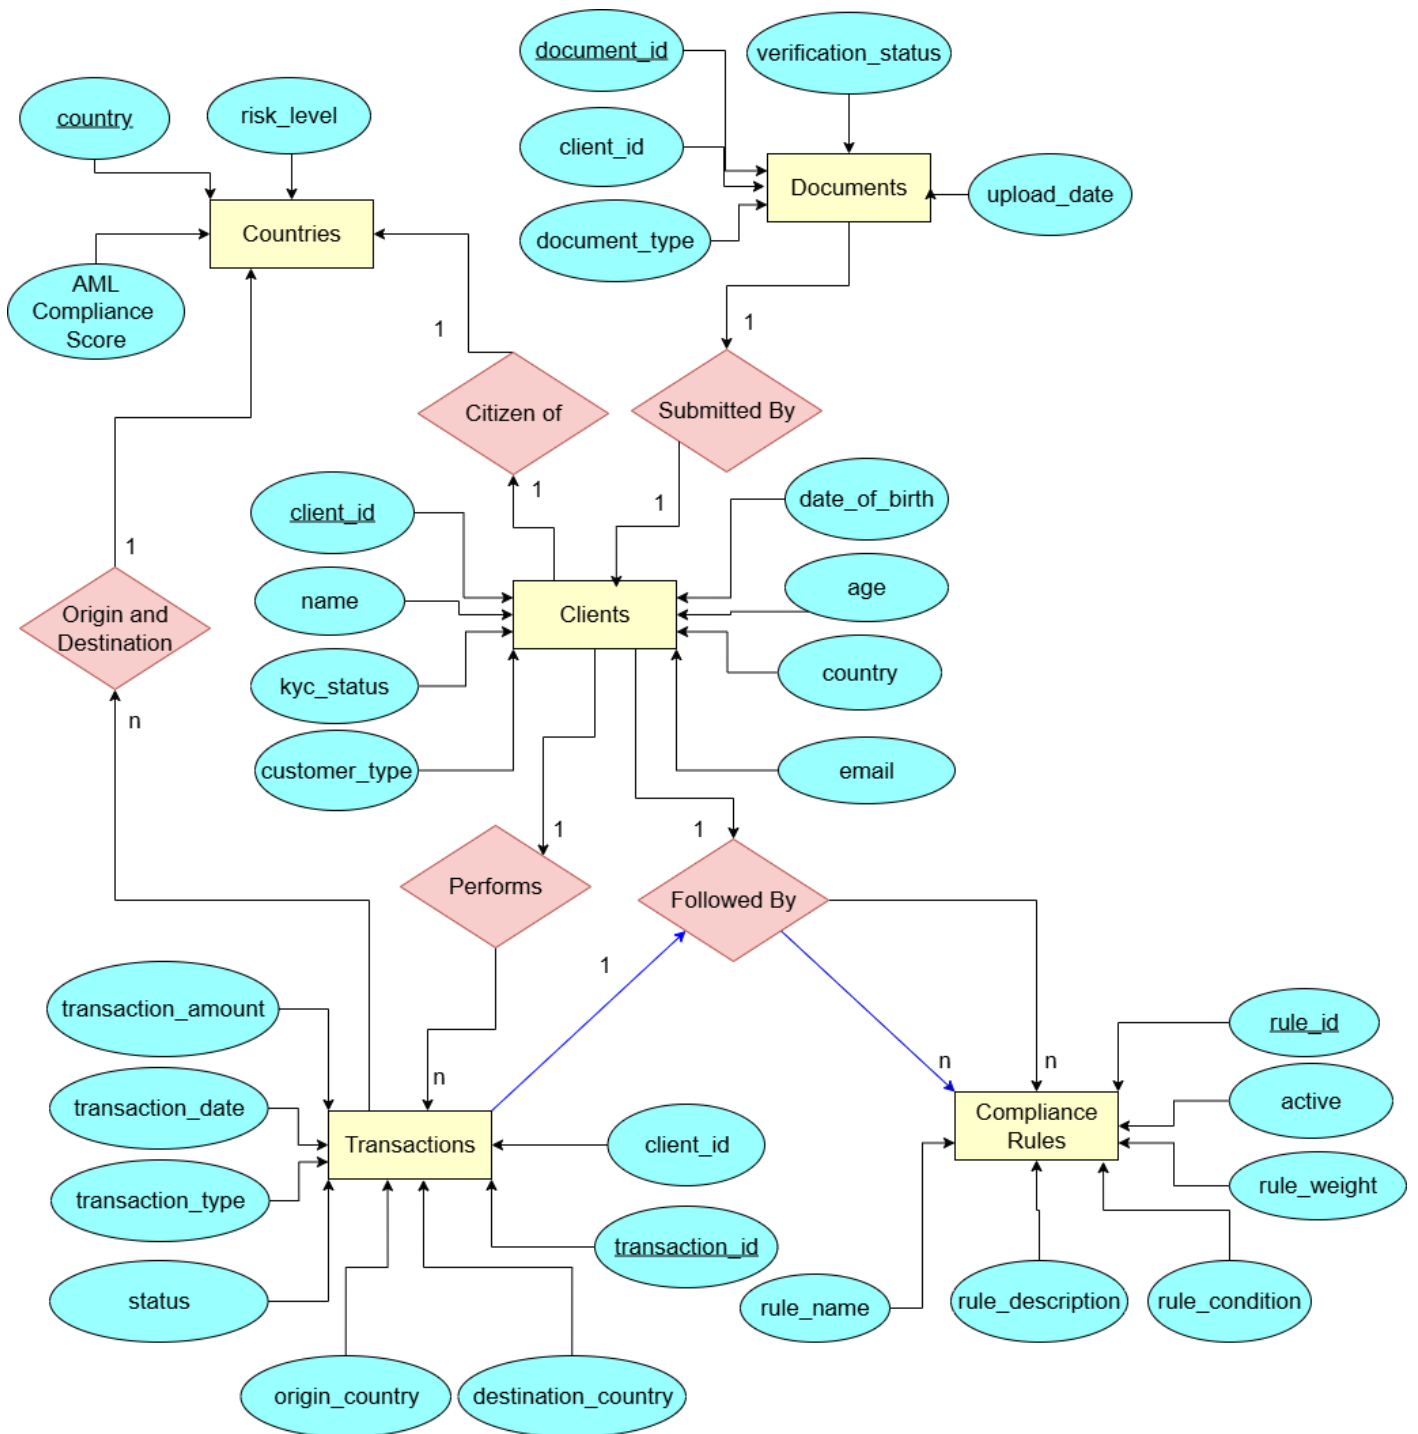 document_id
verification_status
country
risk_level
client_id
Documents
upload_date
document_type
Countries
AML
Compliance
Score
1
1
Citizen of
Submitted By
1
1
date_of_birth
client_id
1
age
name
Clients
Origin and
Destination
country
kyc_status
n
customer_type
email
1
1
Performs
Followed By
1
transaction_amount
rule_id
n
n
n
transaction_date
active
Compliance
Rules
Transactions
client_id
transaction_type
rule_weight
transaction_id
status
rule_name
rule_description
rule_condition
origin_country
destination_country